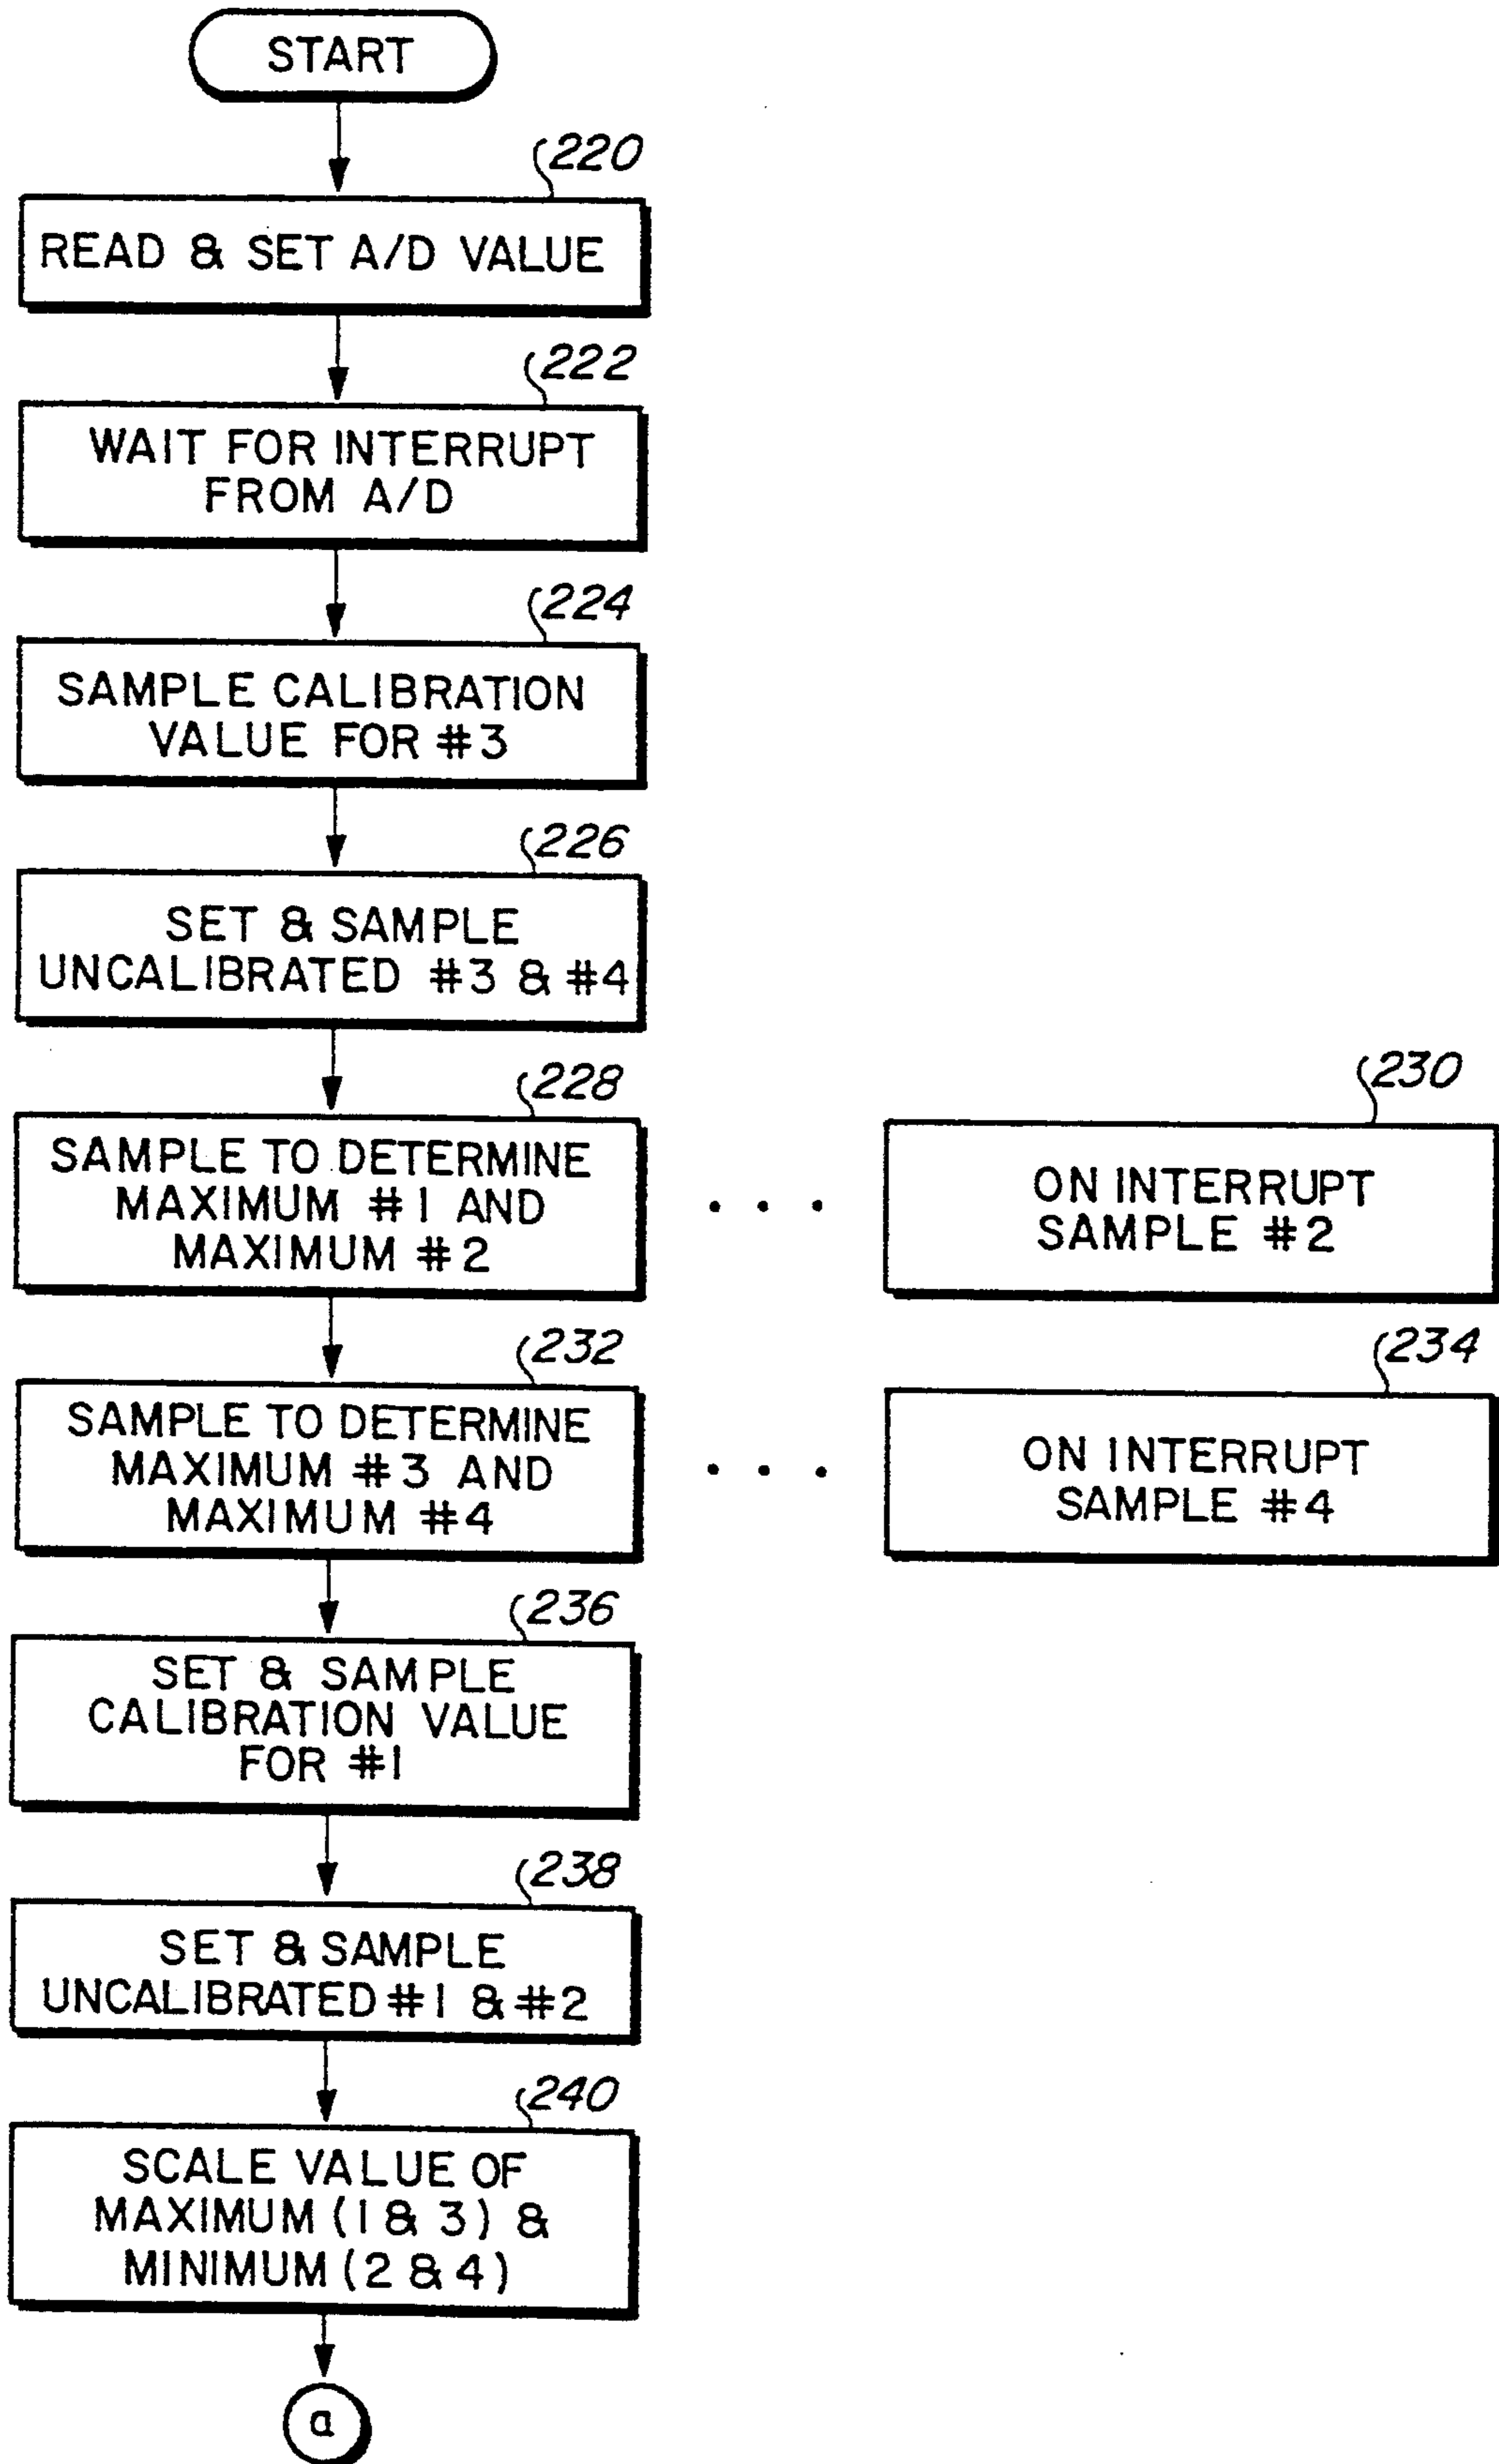 START
220
READ & SET A/D VALUE
222
WAIT FOR INTERRUPT
FROM A/D
224
SAMPLE CALIBRATION
VALUE FOR #3
226
SET & SAMPLE
UNCALIBRATED #3 & #4
228
SAMPLE TO DETERMINE
MAXIMUM #1 AND
MAXIMUM #2
. . .
230
ON INTERRUPT
SAMPLE #2
232
SAMPLE TO DETERMINE
MAXIMUM #3 AND
MAXIMUM #4
. . .
234
ON INTERRUPT
SAMPLE #4
236
SET & SAMPLE
CALIBRATION VALUE
FOR #1
238
SET & SAMPLE
UNCALIBRATED #1 & #2
240
SCALE VALUE OF
MAXIMUM (1 & 3) &
MINIMUM (2 & 4)
a